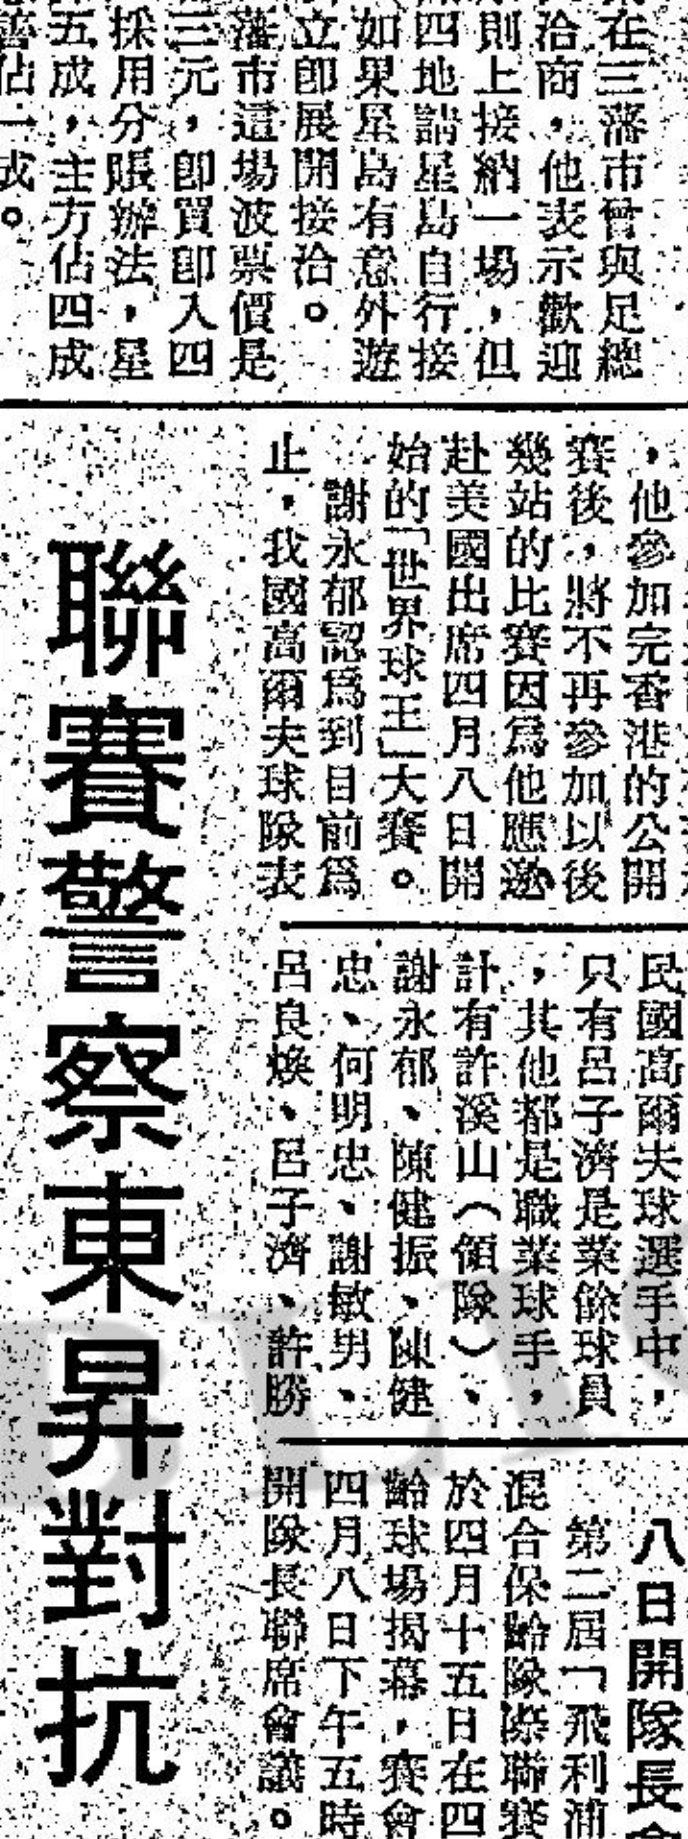 在三藩市曾與足總
洽商，他表示歡迎
則上接納一場，但
四地請星島自行接
如果星島有意外遊
立卽展開接洽。
藩市這場波票價是
三元，卽買卽入四
採用分賬辦法，星
五成，主方佔四成
善佔一成。
，他參加完香港的公開
賽後，將不再參加以後
幾站的比賽因爲他應邀
赴美國出席四月八日開
始的「世界球王」大賽。
謝永郁認爲到目前爲
止，我國高爾夫球隊表
民國高爾夫球選手中，
只有呂子濟是業餘球員
，其他都是職業球手，
計有許溪山（領隊）、
謝永郁、陳健振、陳健
忠、何明忠、謝敏男、
呂良煥、呂子濟、許勝
八日開隊長會
第二屆「飛利浦
混合保齡隊際聯賽
於四月十五日在四
齡球場揭幕，賽會
四月八日下午五時
開隊長聯席會議。
聯賽警察東昇對抗